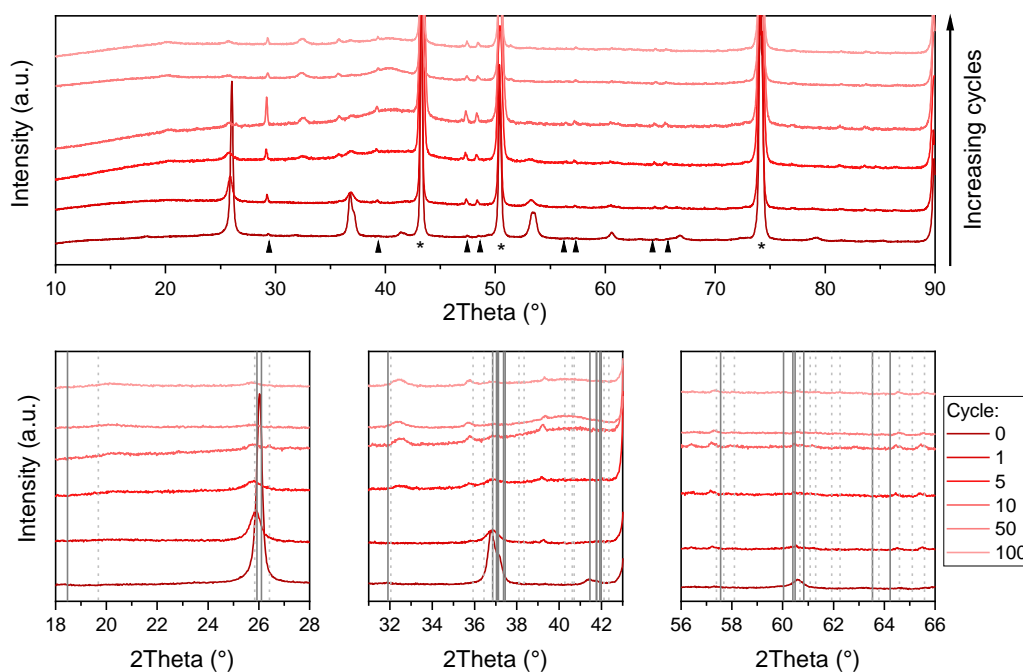 Intensity (a.u.)
Increasing cycles
* * *
10 20 30 40 50 60 70 80 90
2Theta (°)
Intensity (a.u.)
18 20 22 24 26 28
2Theta (°)
32 34 36 38 40 42
2Theta (°)
56 58 60 62 64 66
2Theta (°)
Cycle:
0
1
5
10
50
100